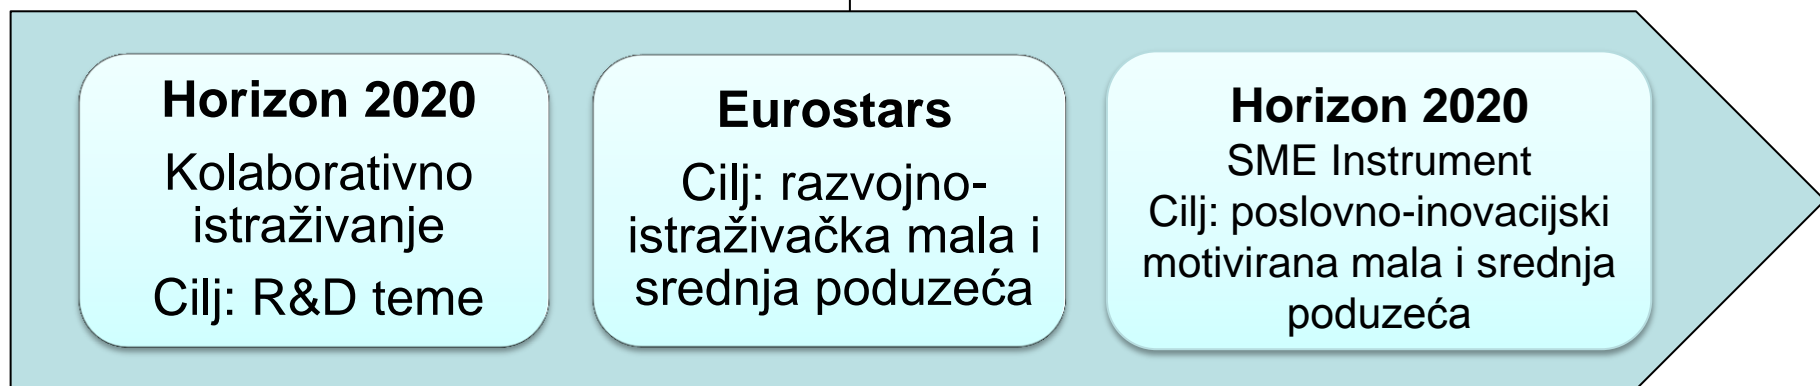 Horizon 2020
Kolaborativno
istraživanje
Cilj: R&D teme
Eurostars
Cilj: razvojno-
istraživačka mala i
srednja poduzeća
Horizon 2020
SME Instrument
Cilj: poslovno-inovacijski
motivirana mala i srednja
poduzeća